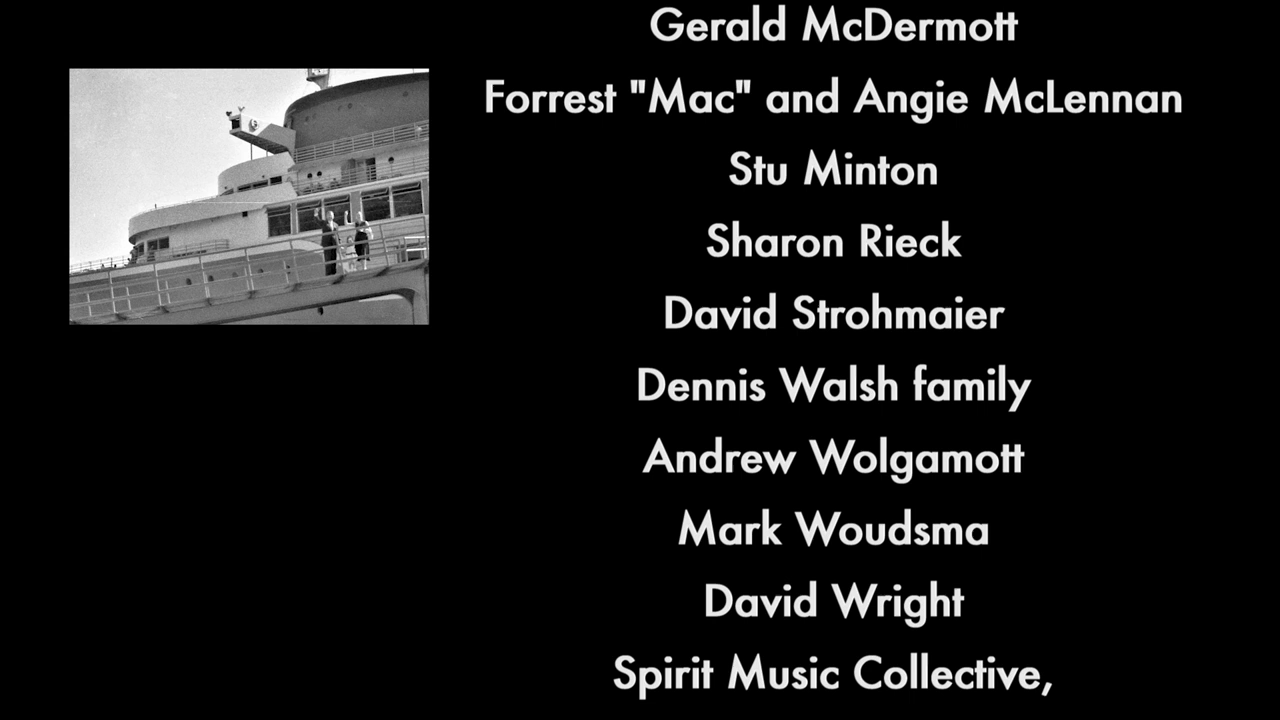 Gerald McDermott
Forrest "Mac" and Angie McLennan
Stu Minton
Sharon Rieck
David Strohmaier
Dennis Walsh family
Andrew Wolgamott
Mark Woudsma
David Wright
Spirit Music Collective,